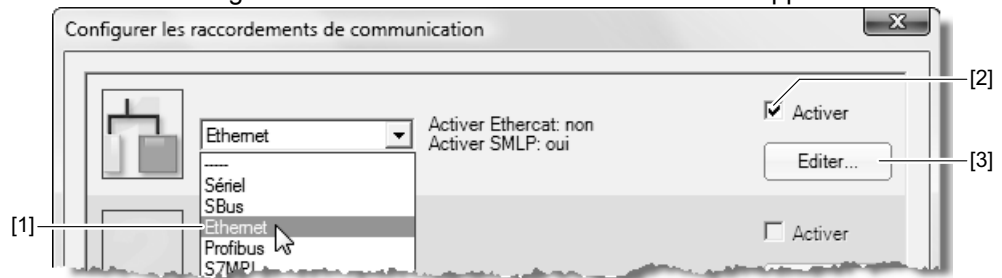 Configurer les raccordements de communication
[2]
Activer
Ethernet
Activer Ethercat: non
Activer SMLP: oui
Editer...
[3]
-----
Sériel
SBus
[1]
Ethernet
Profibus
Activer
S7MPI